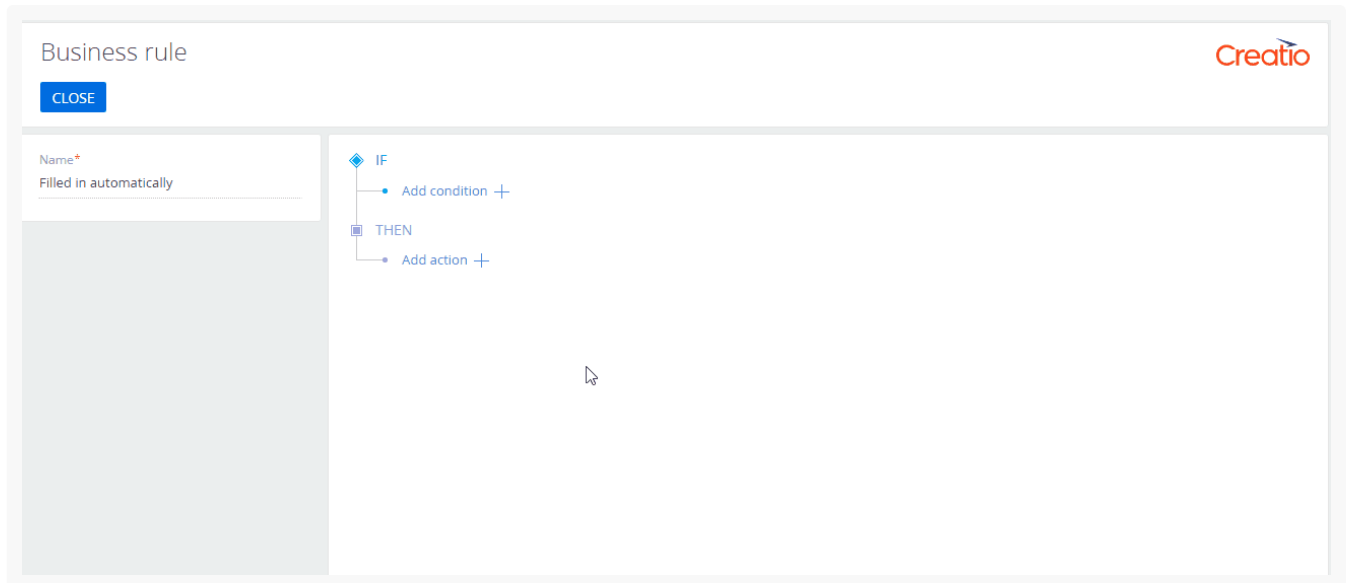 Business rule
Creatio
CLOSE
Name*
Filled in automatically
IF
Add condition
THEN
Add action